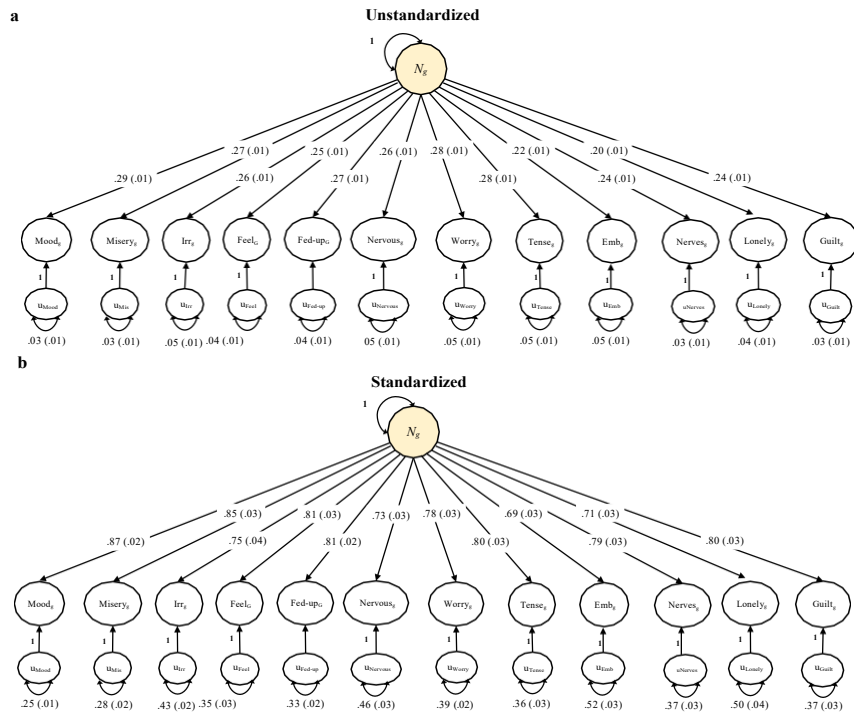 a
Unstandardized
1
Ng
.27 (.01) .25 (.01) .26 (.01) .28 (.01) .22 (.01) .20 (.01)
.29 (.01) .26 (.01) .27 (.01) .28 (.01) .24 (.01) .24 (.01)
Moodg Miseryg Irrg FeelG Fed-upG Nervousg Worryg Tenseg Embg Nervesg Lonelyg Guiltg
1 1 1 1 1 1 1 1 1 1 1
uMood uMis uIrr uFeel uFed-up uNervous uWorry uTense uEmb uNerves uLonely uGuilt
.03 (.01) .03 (.01) .05 (.01) .04 (.01) .04 (.01) 05 (.01) .05 (.01) .05 (.01) .05 (.01) .03 (.01) .04 (.01) .03 (.01)
b
Standardized
1
Ng
.85 (.03) .81 (.03) .73 (.03) .78 (.03) .69 (.03) .71 (.03)
.87 (.02) .75 (.04) .81 (.02) .80 (.03) .79 (.03) .80 (.03)
Moodg Miseryg Irrg FeelG Fed-upG Nervousg Worryg Tenseg Embg Nervesg Lonelyg Guiltg
1 1 1 1 1 1 1 1 1 1 1
uMood uMis uIrr uFeel uFed-up uNervous uWorry uTense uEmb uNerves uLonely uGuilt
.25 (.01) .28 (.02) .43 (.02) .35 (.03) .33 (.02) .46 (.03) .39 (.02) .36 (.03) .52 (.03) .37 (.03) .50 (.04) .37 (.03)